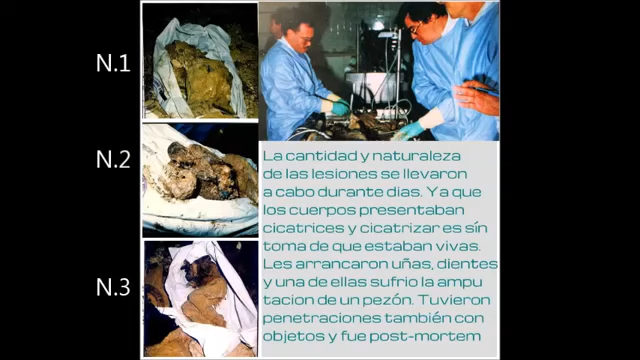 N.1
N.2
N.3
La cantidad y naturaleza
de las lesiones se llevaron
a cabo durante dias. Ya que
los cuerpos presentaban
cicatrices y cicatrizar es sín
toma de que estaban vivas.
Les arrancaron uñas, dientes
y una de ellas sufrio la ampu
tacion de un pezón. Tuvieron
penetraciones también con
objetos y fue post-mortem